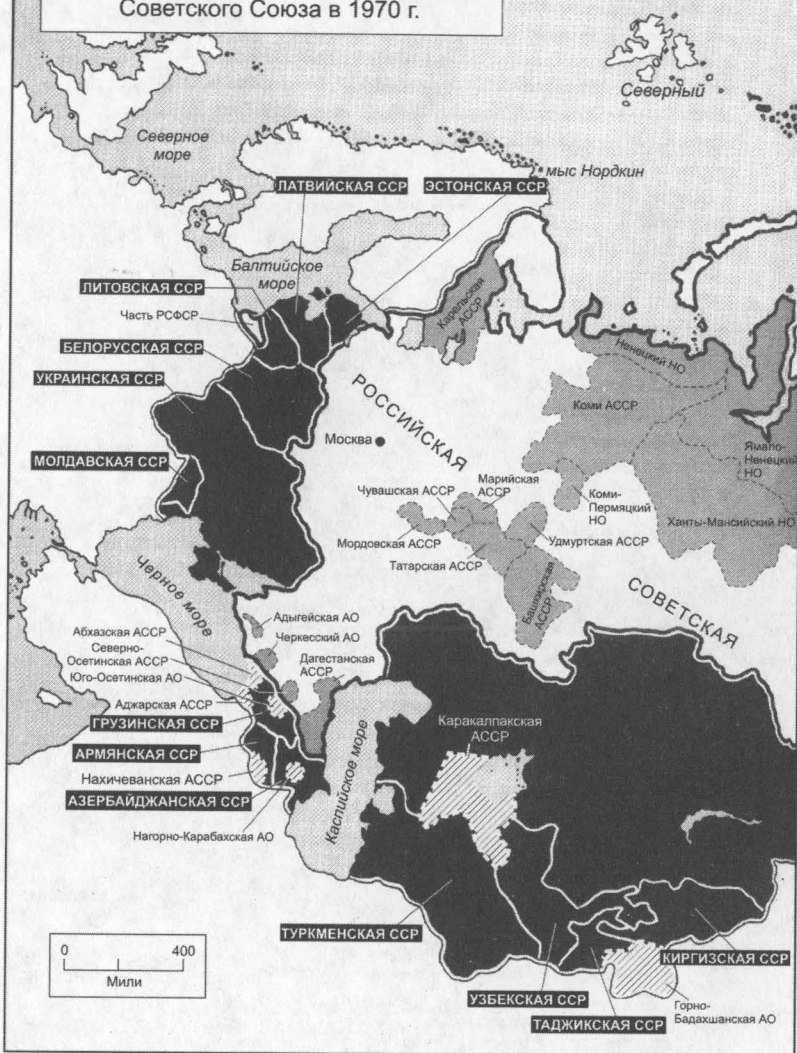 Советского Союза в 1970 г.
Северный
Северное
море
мыс Нордкин
ЛАТВИЙСКАЯ ССР
ЭСТОНСКАЯ ССР
Балтийское
море
ЛИТОВСКАЯ ССР
Часть РСФСР
Карельская
АССР
БЕЛОРУССКАЯ ССР
Ненецкий НО
УКРАИНСКАЯ ССР
РОССИЙСКАЯ
Коми АССР
Москва
Ямало-
Ненецкий
НО
МОЛДАВСКАЯ ССР
Марийская
АССР
Чувашская АССР
Коми-
Пермяцкий
НО
Ханты-Мансийский НО
Мордовская АССР
Удмуртская АССР
Татарская АССР
Башкирская
АССР
Черное море
СОВЕТСКАЯ
Адыгейская АО
Абхазская АССР
Черкесский АО
Северно-
Осетинская АССР
Дагестанская
АССР
Юго-Осетинская АО
Аджарская АССР
ГРУЗИНСКАЯ ССР
Каракалпакская
АССР
АРМЯНСКАЯ ССР
Каспийское море
Нахичеванская АССР
АЗЕРБАЙДЖАНСКАЯ ССР
Нагорно-Карабахская АО
ТУРКМЕНСКАЯ ССР
0 400
Мили
КИРГИЗСКАЯ ССР
УЗБЕКСКАЯ ССР
Горно-
Бадахшанская АО
ТАДЖИКСКАЯ ССР